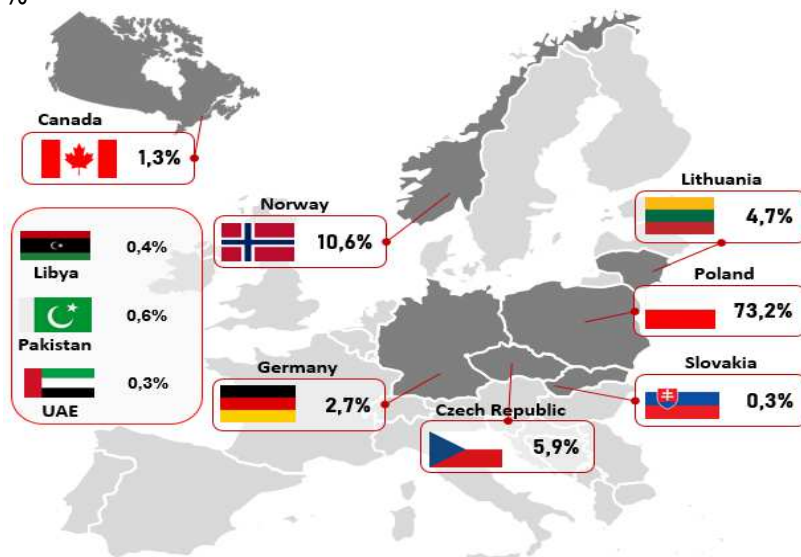 %
Canada
1,3%
Norway
10,6%
Lithuania
4,7%
0,4%
Libya
0,6%
Pakistan
0,3%
UAE
Poland
73,2%
Germany
2,7%
Czech Republic
5,9%
Slovakia
0,3%